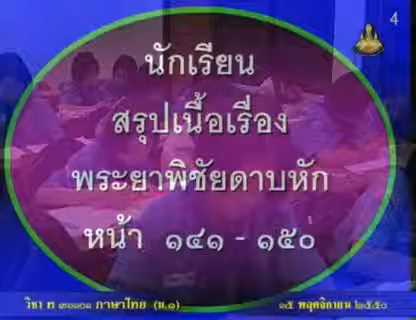 4
นักเรียน
สรุปเนื้อเรื่อง
พระยาพิชัยดาบหัก
หน้า ๑๔๑ - ๑๕๐
วิชา ท ๓๑๑๐๑ ภาษาไทย (ม.๑)
๑๕ พฤศจิกายน ๒๕๕๐